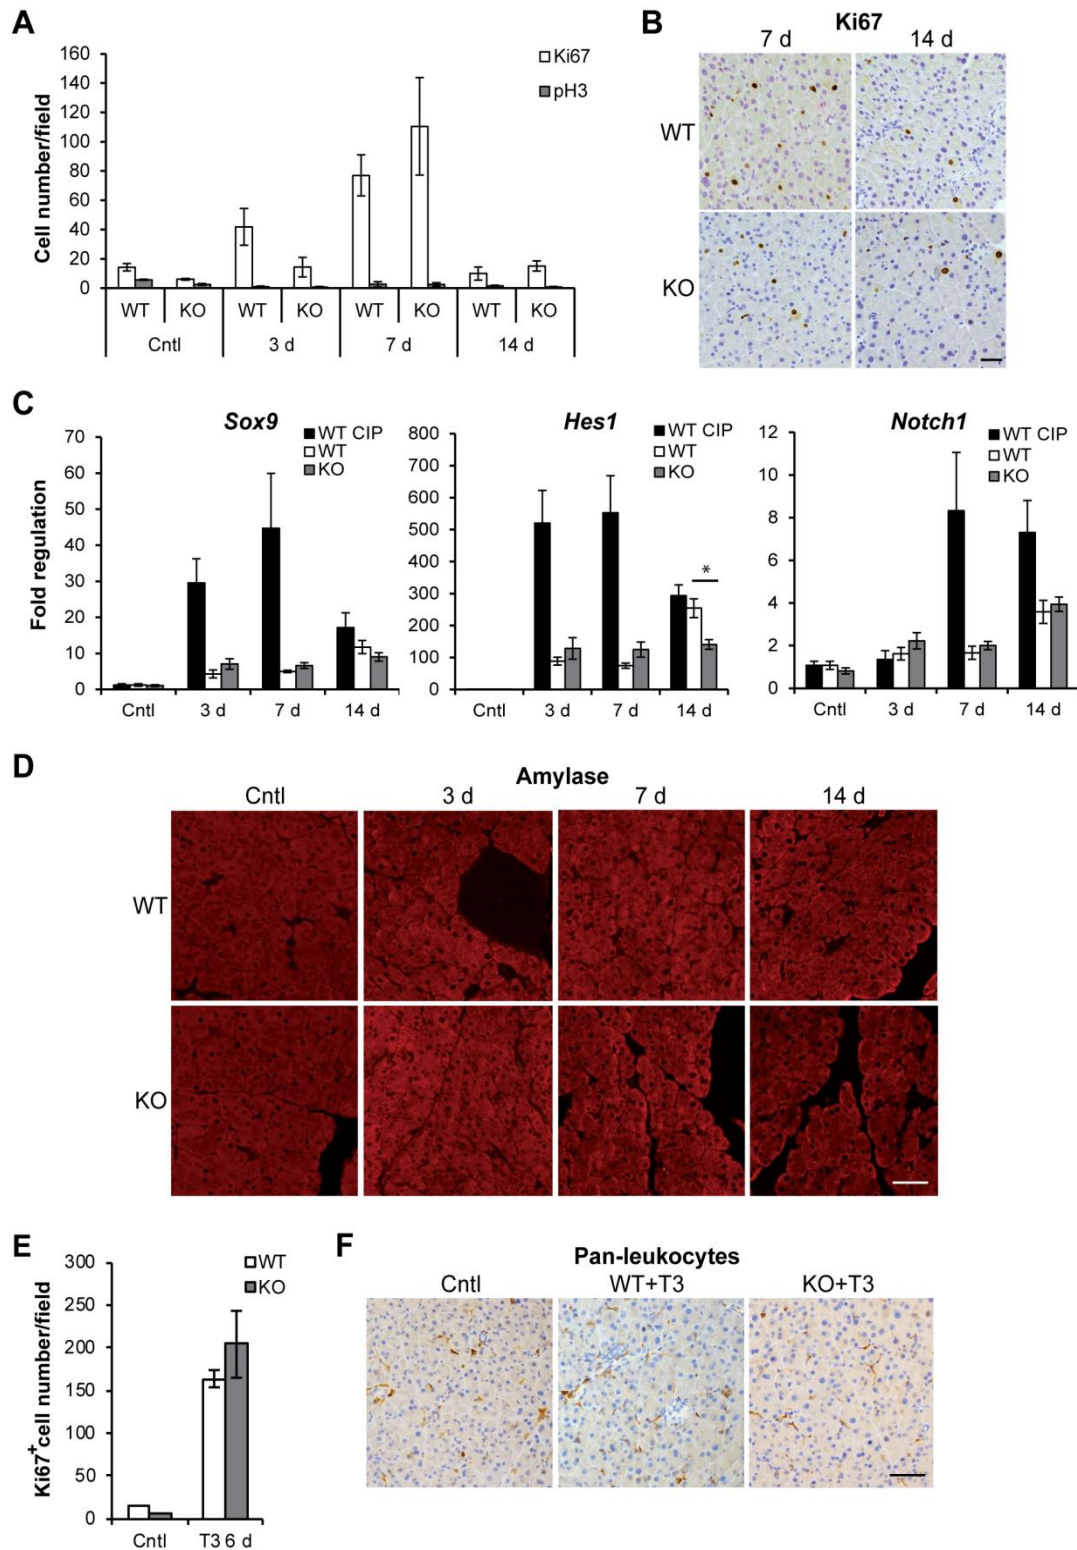 A
Cell number/field
160
140
120
100
80
60
40
20
0
Ki67
pH3
WT KO WT KO WT KO WT KO
Cntl 3 d 7 d 14 d
B
Ki67
7 d 14 d
WT
KO
C
Fold regulation
Sox9
70
60
50
40
30
20
10
0
WT CIP
WT
KO
Cntl 3 d 7 d 14 d
Hes1
800
700
600
500
400
300
200
100
0
WT CIP
WT
KO
*
Cntl 3 d 7 d 14 d
Notch1
12
10
8
6
4
2
0
WT CIP
WT
KO
Cntl 3 d 7 d 14 d
D
Amylase
Cntl 3 d 7 d 14 d
WT
KO
E
Ki67+cell number/field
300
250
200
150
100
50
0
WT
KO
Cntl T3 6 d
F
Pan-leukocytes
Cntl WT+T3 KO+T3